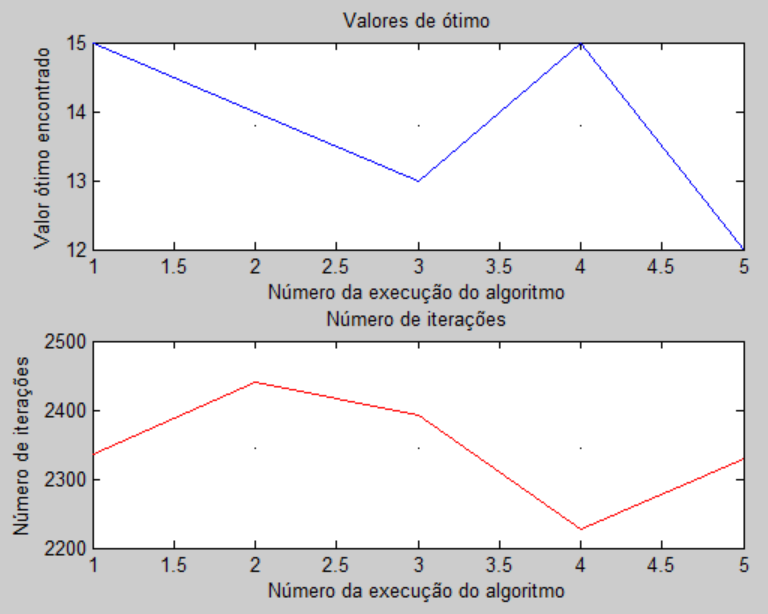 Valores de ótimo
Valor ótimo encontrado
15
14
13
12
1 1.5 2 2.5 3 3.5 4 4.5 5
Número da execução do algoritmo
Número de iterações
Número de iterações
2500
2400
2300
2200
1 1.5 2 2.5 3 3.5 4 4.5 5
Número da execução do algoritmo